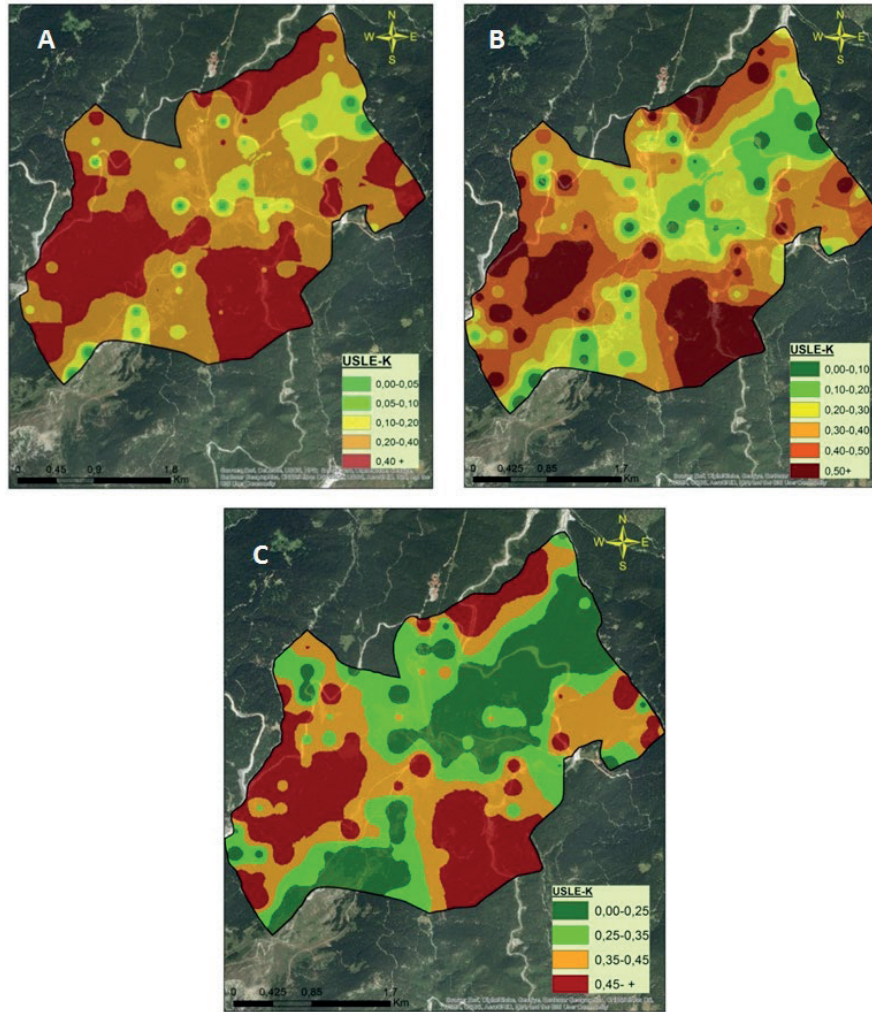 A
N
W E
S
USLE-K
0,00-0,05
0,05-0,10
0,10-0,20
0,20-0,40
0,40 +
0 0.45 0.9 1.8
Km
B
N
W E
S
USLE-K
0,00-0,10
0,10-0,20
0,20-0,30
0,30-0,40
0,40-0,50
0,50+
0 0.425 0.85 1.7
Km
C
N
W E
S
USLE-K
0,00-0,25
0,25-0,35
0,35-0,45
0,45- +
0 0.425 0.85 1.7
Km